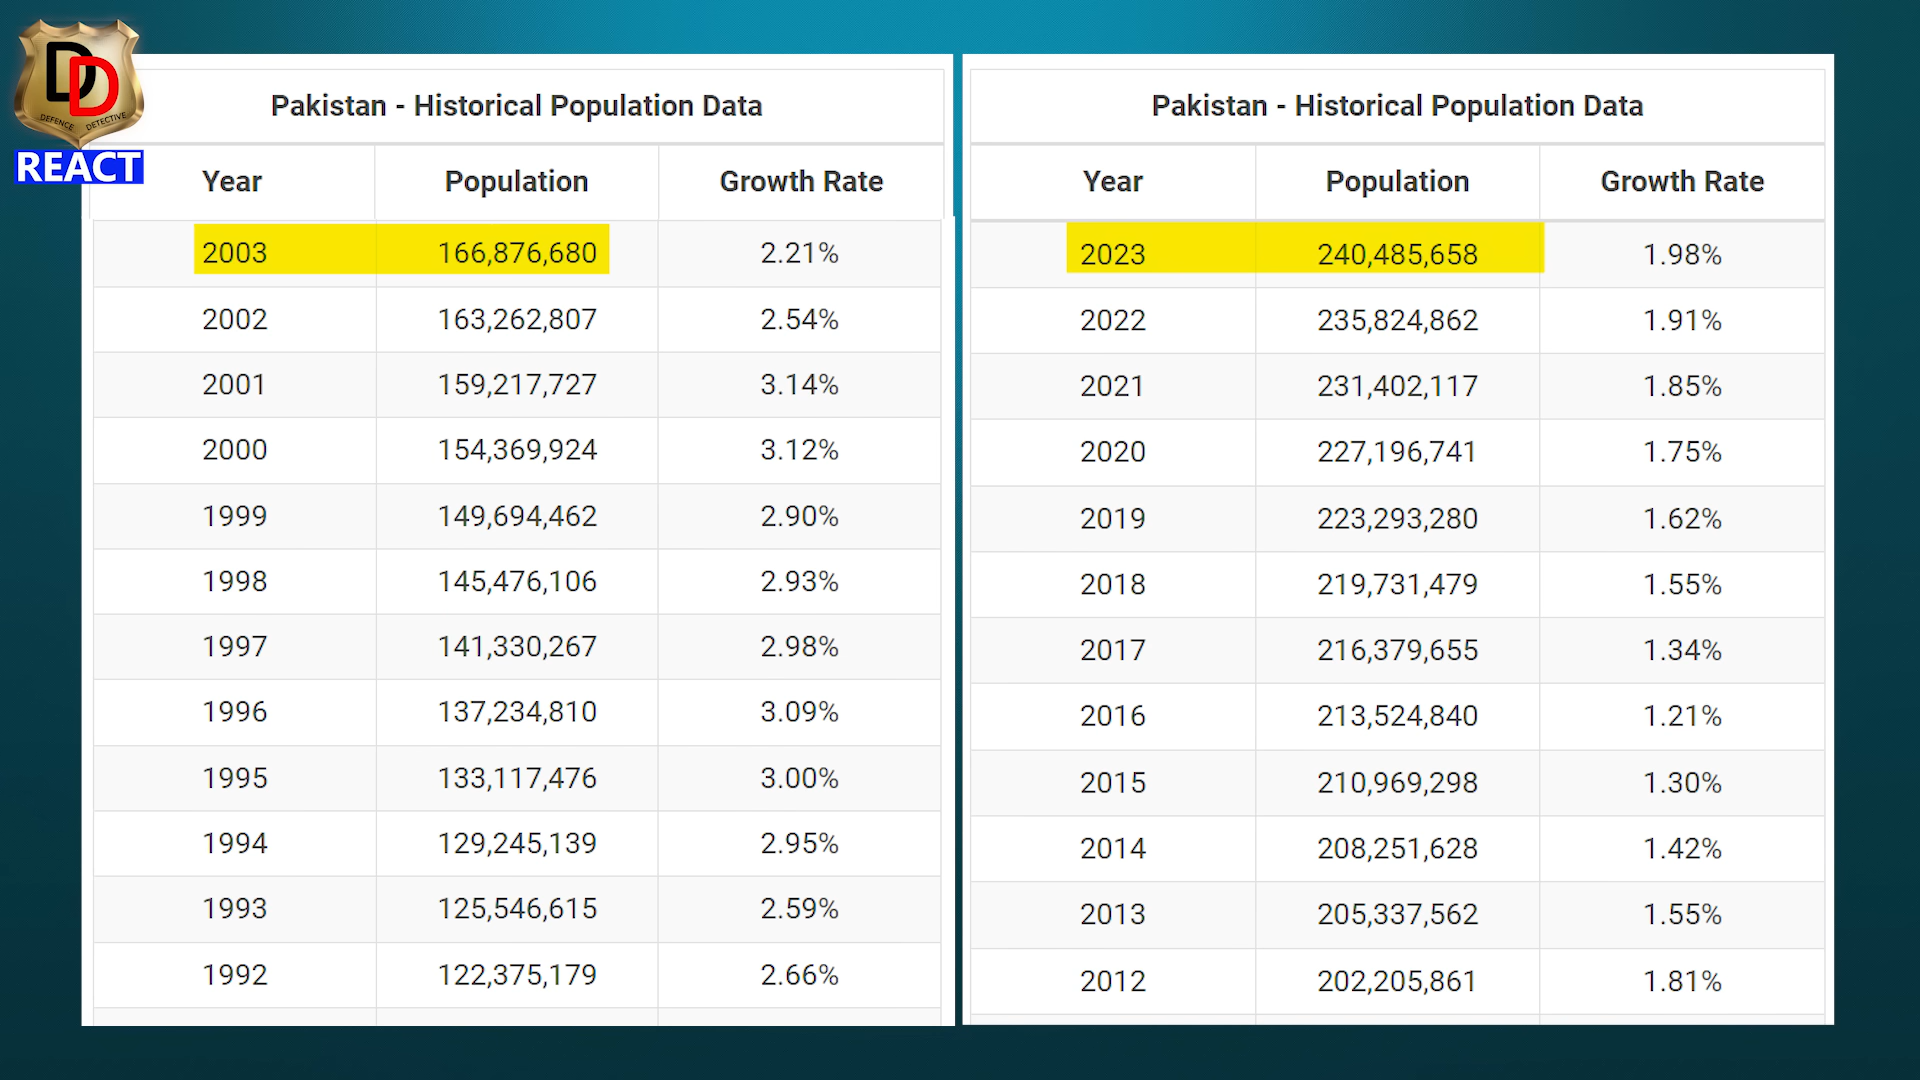 DD
DEFENCE DETECTIVE
REACT
Pakistan - Historical Population Data
Year Population Growth Rate
2003 166,876,680 2.21%
2002 163,262,807 2.54%
2001 159,217,727 3.14%
2000 154,369,924 3.12%
1999 149,694,462 2.90%
1998 145,476,106 2.93%
1997 141,330,267 2.98%
1996 137,234,810 3.09%
1995 133,117,476 3.00%
1994 129,245,139 2.95%
1993 125,546,615 2.59%
1992 122,375,179 2.66%
Pakistan - Historical Population Data
Year Population Growth Rate
2023 240,485,658 1.98%
2022 235,824,862 1.91%
2021 231,402,117 1.85%
2020 227,196,741 1.75%
2019 223,293,280 1.62%
2018 219,731,479 1.55%
2017 216,379,655 1.34%
2016 213,524,840 1.21%
2015 210,969,298 1.30%
2014 208,251,628 1.42%
2013 205,337,562 1.55%
2012 202,205,861 1.81%